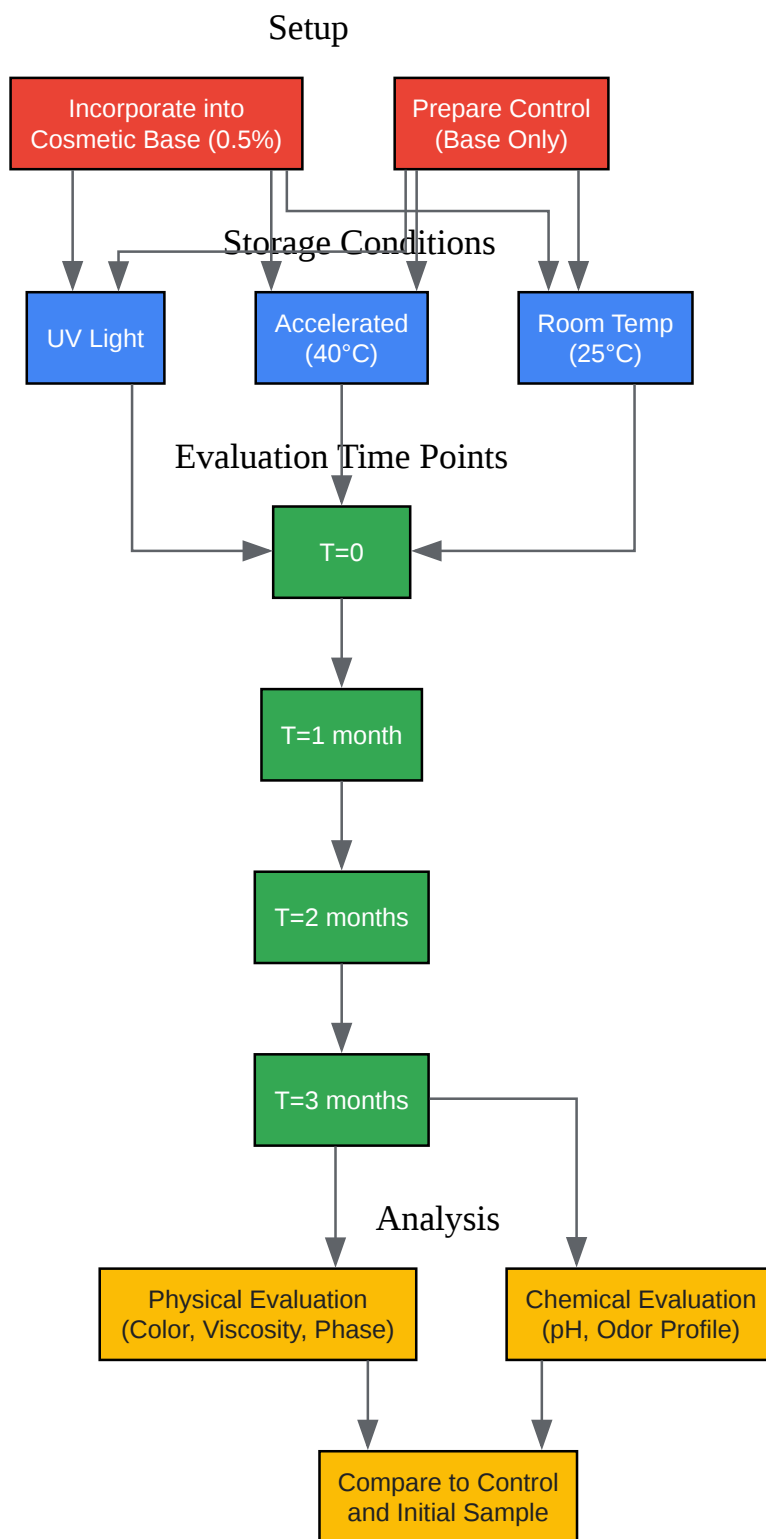 Setup
Incorporate into
Cosmetic Base (0.5%)
Prepare Control
(Base Only)
Storage Conditions
UV Light
Accelerated
(40°C)
Room Temp
(25°C)
Evaluation Time Points
T=0
T=1 month
T=2 months
T=3 months
Analysis
Physical Evaluation
(Color, Viscosity, Phase)
Chemical Evaluation
(pH, Odor Profile)
Compare to Control
and Initial Sample